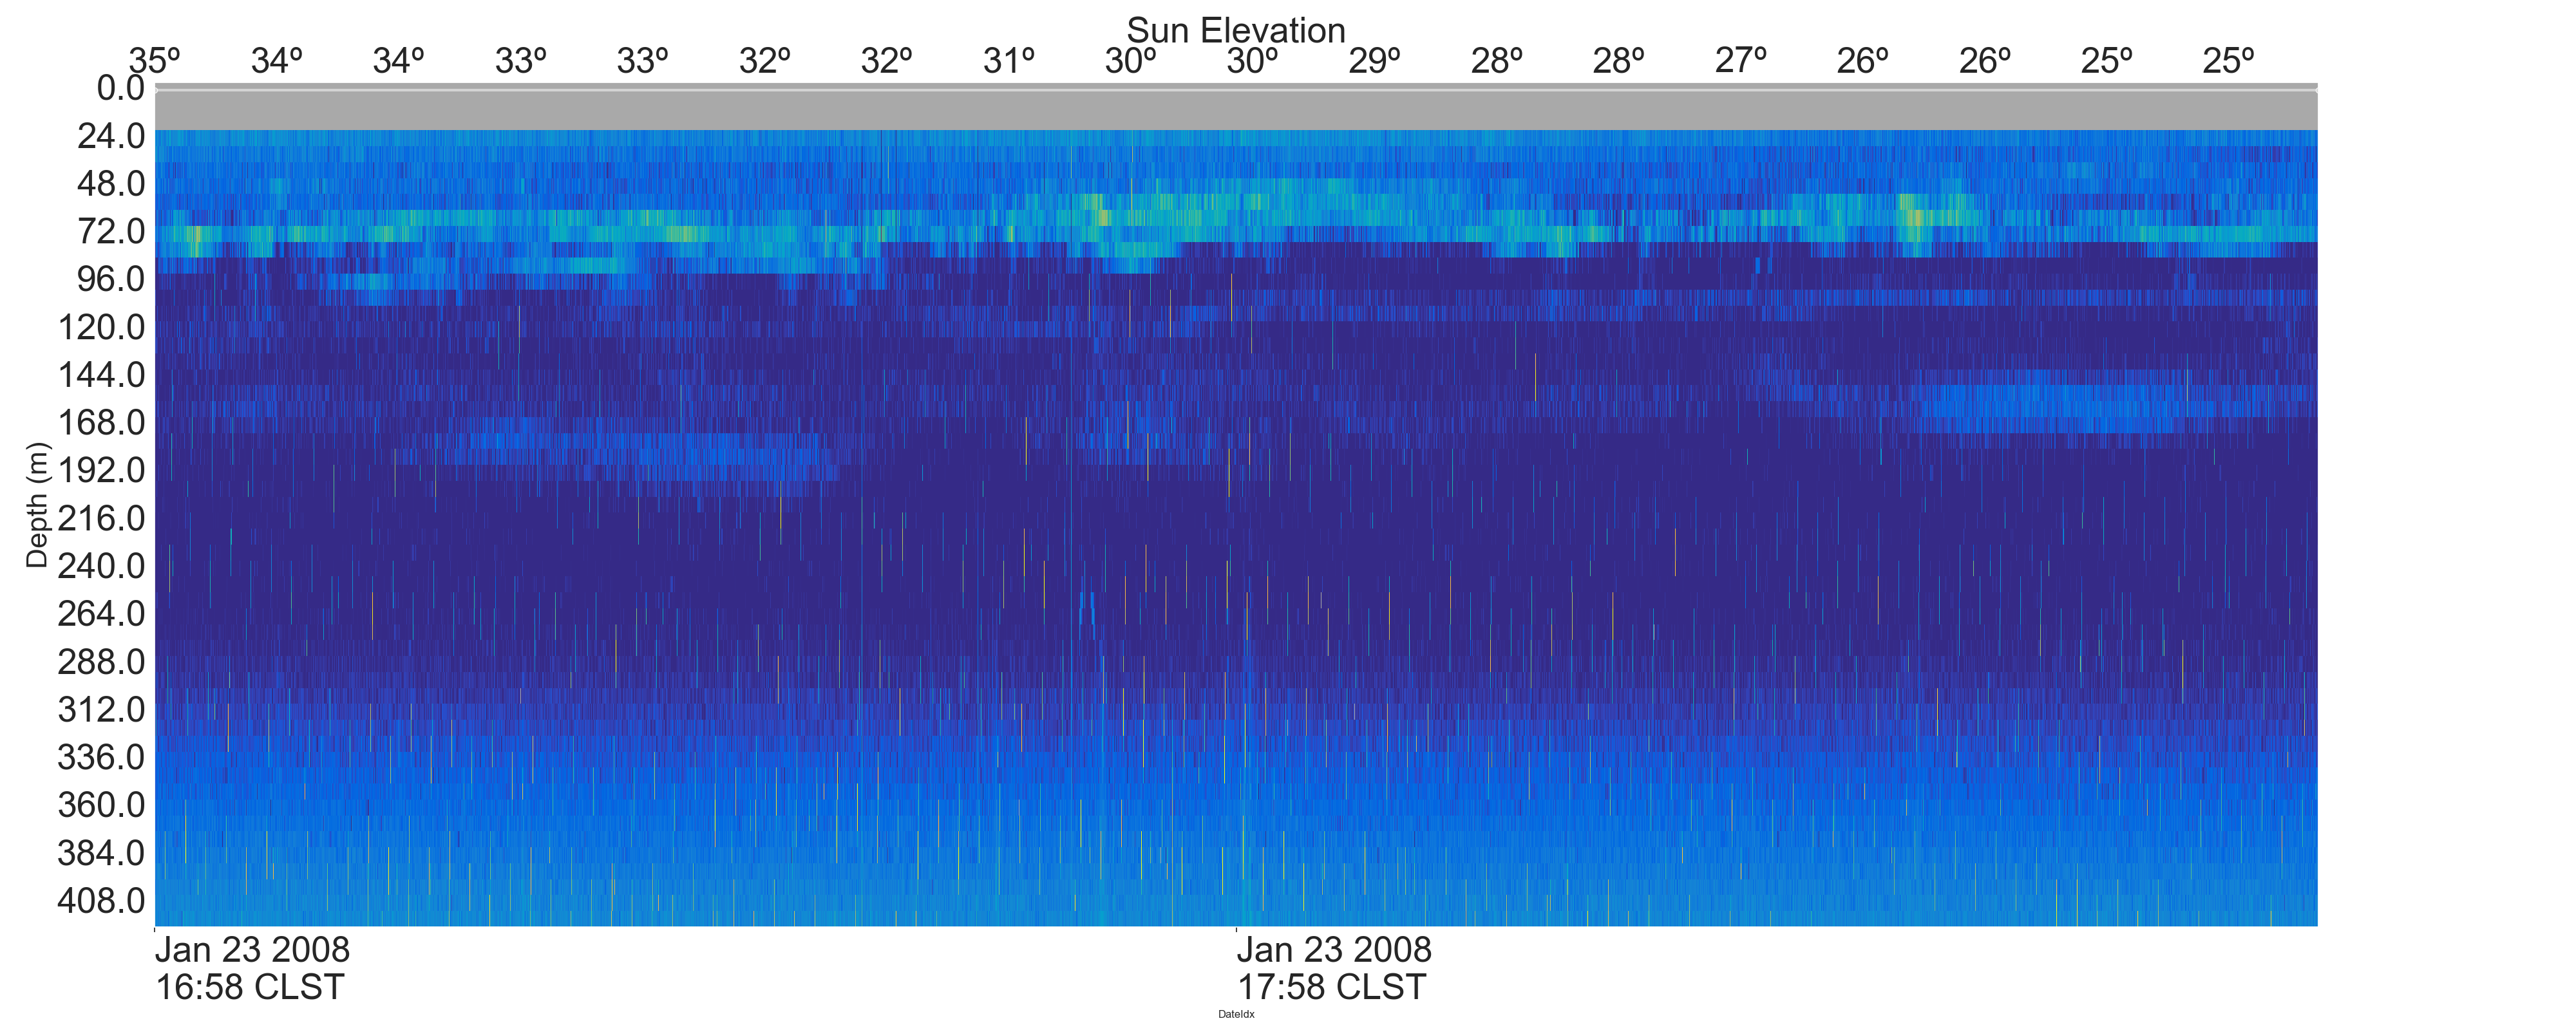 Sun Elevation
35º 34º 34º 33º 33º 32º 32º 31º 30º 30º 29º 28º 28º 27º 26º 26º 25º 25º
0.0
24.0
48.0
72.0
96.0
120.0
144.0
168.0
192.0
216.0
240.0
264.0
288.0
312.0
336.0
360.0
384.0
408.0
Depth (m)
Jan 23 2008
16:58 CLST
Jan 23 2008
17:58 CLST
DateIdx